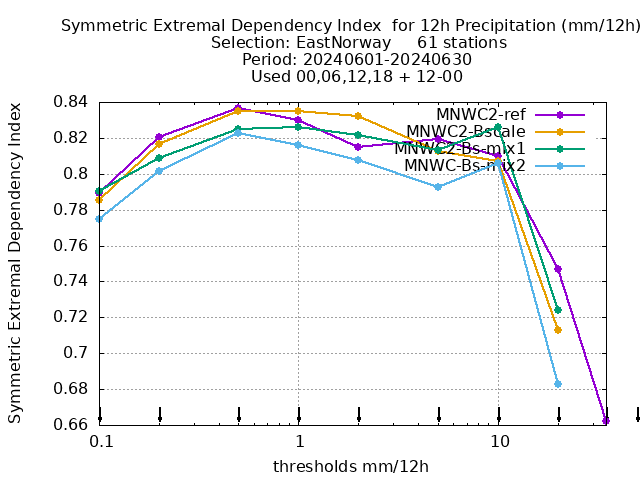 Symmetric Extremal Dependency Index  for 12h Precipitation (mm/12h)
Selection: EastNorway     61 stations
Period: 20240601-20240630
Used 00,06,12,18 + 12-00
Symmetric Extremal Dependency Index
0.84
0.82
0.8
0.78
0.76
0.74
0.72
0.7
0.68
0.66
MNWC2-ref
MNWC2-Bscale
MNWC2-Bs-mix1
MNWC-Bs-mix2
0.1
1
10
thresholds mm/12h